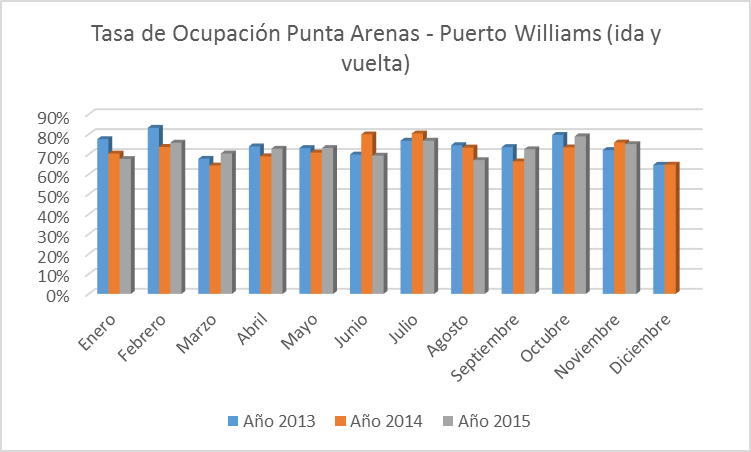 Tasa de Ocupación Punta Arenas - Puerto Williams (ida y
vuelta)
90%
80%
70%
60%
50%
40%
30%
20%
10%
0%
Enero
Febrero
Marzo
Abril
Mayo
Junio
Julio
Agosto
Septiembre
Octubre
Noviembre
Diciembre
Año 2013 Año 2014 Año 2015